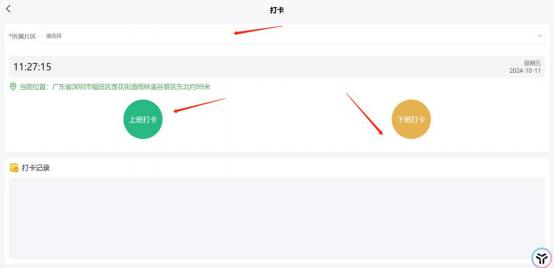 打卡
*所属片区 请选择
11:27:15
星期五
2024-10-11
当前位置：广东省深圳市福田区莲花街道雨林溪谷景区东北约99米
上班打卡
下班打卡
打卡记录